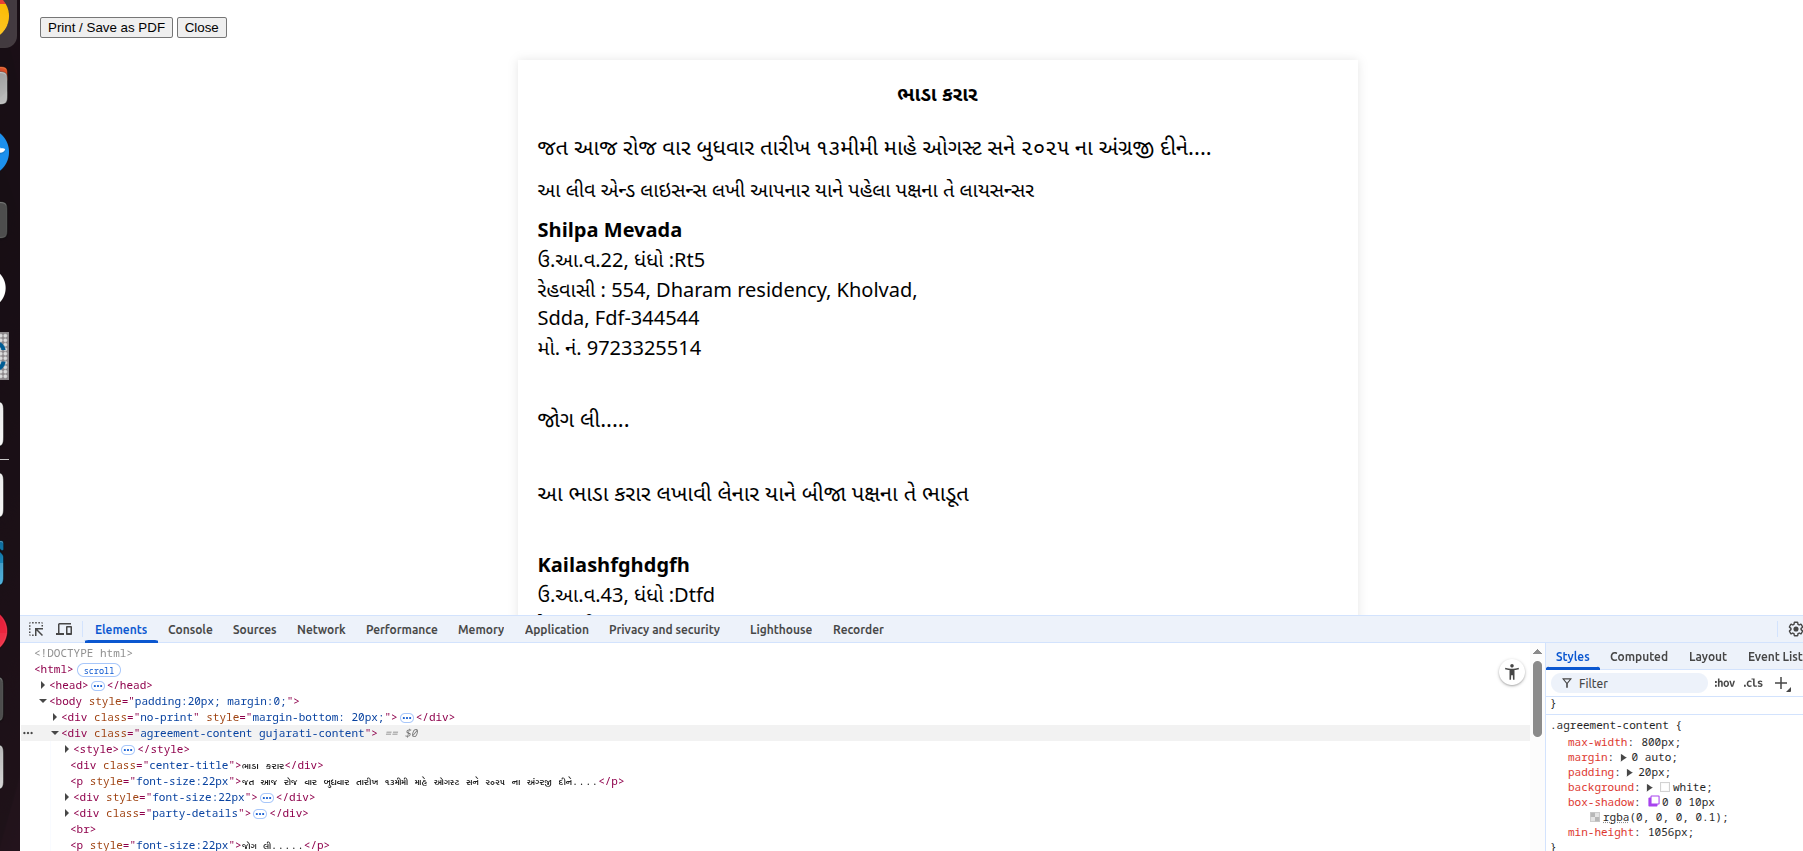 Print / Save as PDF Close
ભાડા કરાર
જત આજ રોજ વાર બુધવાર તારીખ ૧૩મીમી માહે ઓગસ્ટ સને ૨૦૨૫ ના અંગ્રજી દીને....
આ લીવ એન્ડ લાઇસન્સ લખી આપનાર યાને પહેલા પક્ષના તે લાયસન્સર
Shilpa Mevada
ઉ.આ.વ.22, ધંધો :Rt5
રેહવાસી : 554, Dharam residency, Kholvad,
Sdda, Fdf-344544
મો. નં. 9723325514
જોગ લી.....
આ ભાડા કરાર લખાવી લેનાર યાને બીજા પક્ષના તે ભાડૂત
Kailashfghdgfh
ઉ.આ.વ.43, ધંધો :Dtfd
Elements Console Sources Network Performance Memory Application Privacy and security Lighthouse Recorder
<!DOCTYPE html>
<html> scroll
<head> ... </head>
<body style="padding:20px; margin:0;">
<div class="no-print" style="margin-bottom: 20px;"> ... </div>
<div class="agreement-content gujarati-content"> == $0
<style> ... </style>
<div class="center-title">ભાડા કરાર</div>
<p style="font-size:22px">જત આજ રોજ વાર બુધવાર તારીખ ૧૩મીમી માહે ઓગસ્ટ સને ૨૦૨૫ ના અંગ્રજી દીને....</p>
<div style="font-size:22px"> ... </div>
<div class="party-details"> ... </div>
<br>
<p style="font-size:22px">જોગ લી.....</p>
Styles Computed Layout Event List
Filter :hov .cls
}
.agreement-content {
max-width: 800px;
margin: 0 auto;
padding: 20px;
background: white;
box-shadow: 0 0 10px
rgba(0, 0, 0, 0.1);
min-height: 1056px;
}